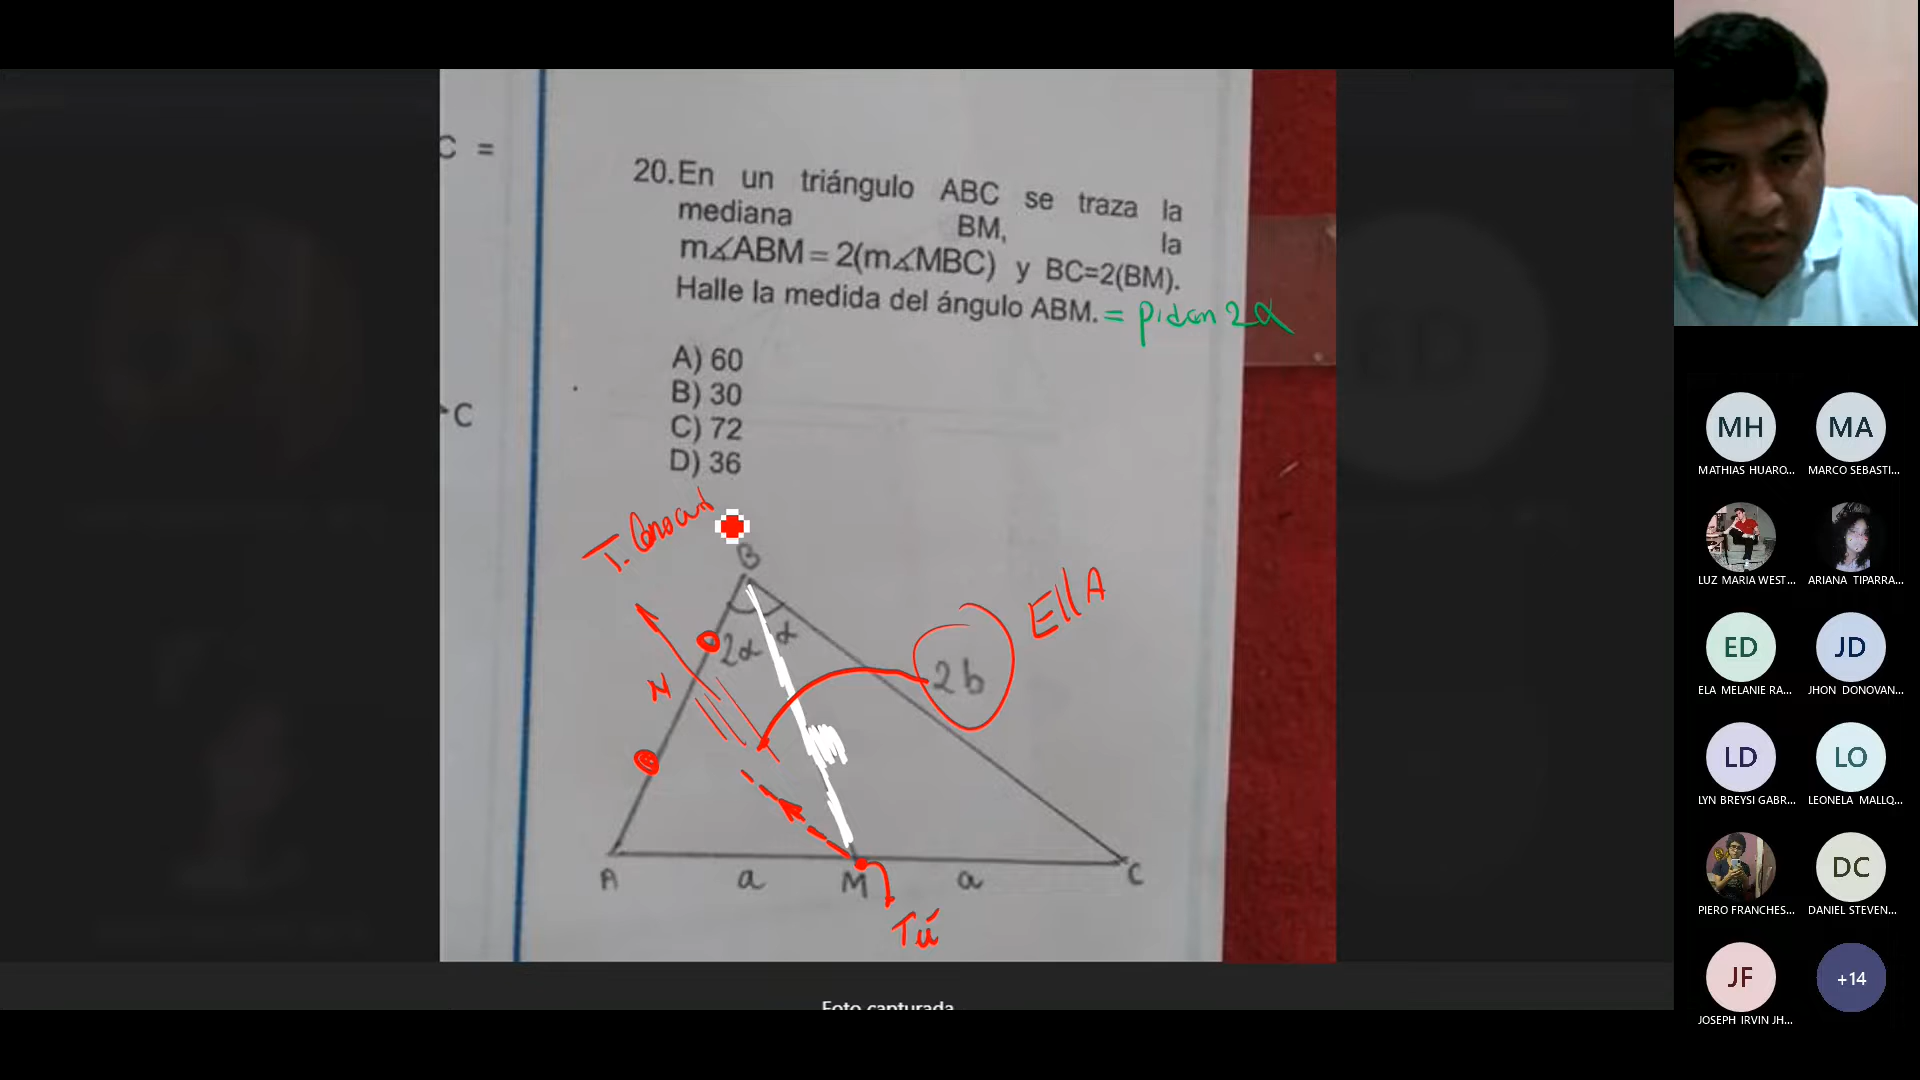 C =
20. En un triángulo ABC se traza la
mediana BM, la
m∡ABM = 2(m∡MBC) y BC=2(BM).
Halle la medida del ángulo ABM. = pidan 2α
A) 60
B) 30
C) 72
D) 36
C
B
EllA
2α
α
N
2b
A
a
M
a
C
Tú
Foto capturada
MH
MATHIAS HUARO...
MA
MARCO SEBASTI...
LUZ MARIA WEST...
ARIANA TIPARRA...
ED
ELA MELANIE RA...
JD
JHON DONOVAN...
LD
LYN BREYSI GABR...
LO
LEONELA MALLQ...
PIERO FRANCHES...
DC
DANIEL STEVEN...
JF
JOSEPH IRVIN JH...
+14